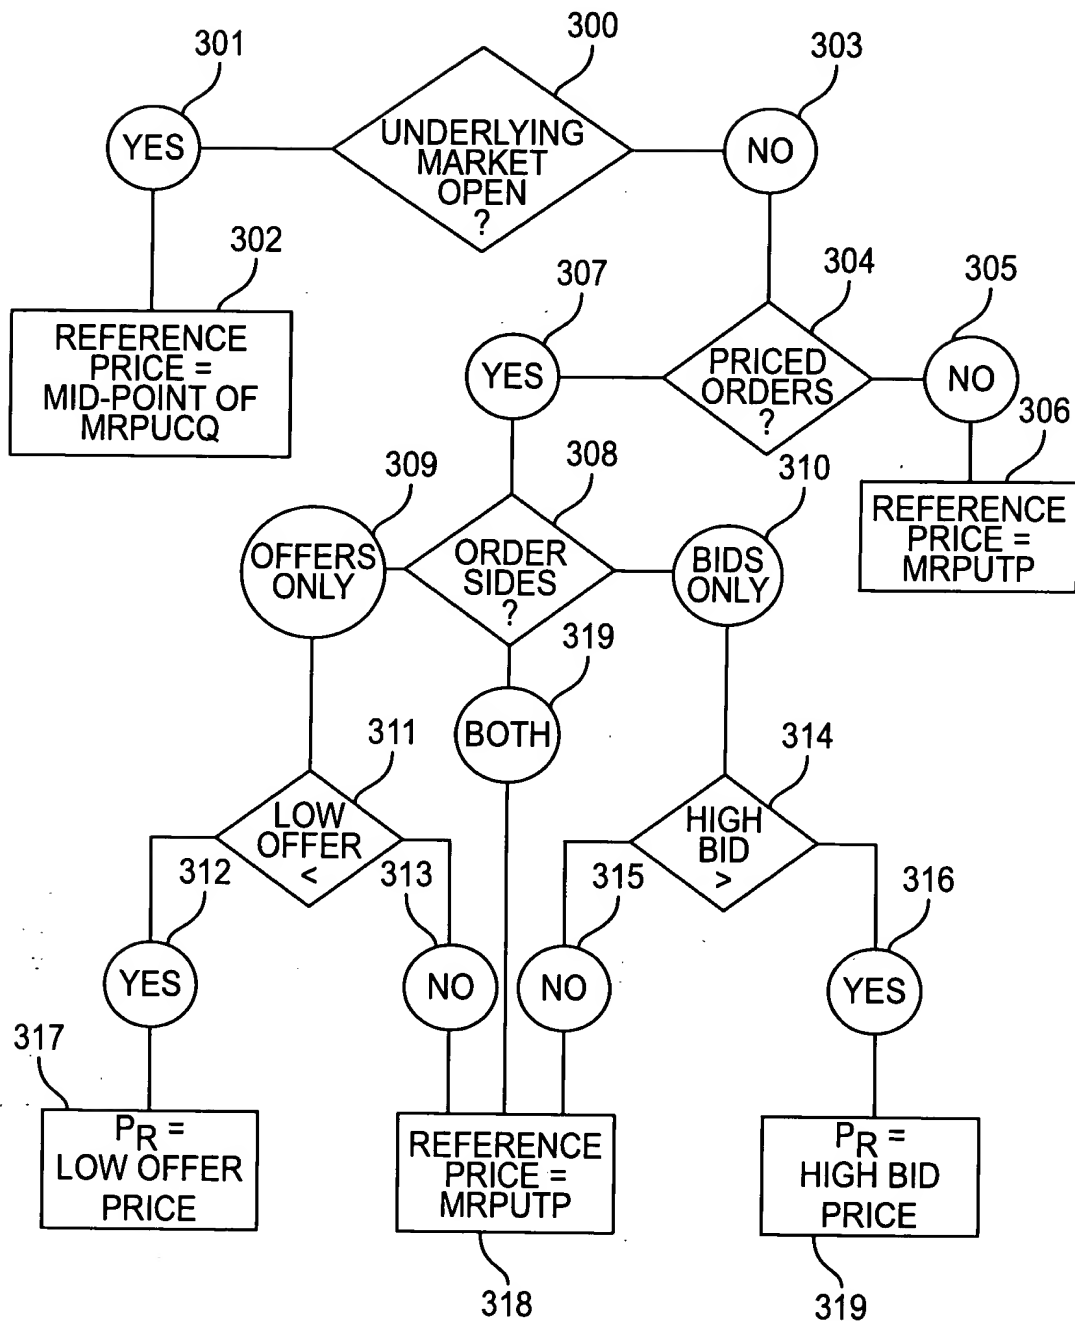 300
301
303
YES
UNDERLYING
MARKET
OPEN
?
NO
302
307
304
305
REFERENCE
PRICE =
MID-POINT OF
MRPUCQ
YES
PRICED
ORDERS
?
NO
306
309
308
310
REFERENCE
PRICE =
MRPUTP
OFFERS
ONLY
ORDER
SIDES
?
BIDS
ONLY
319
BOTH
311
314
LOW
OFFER
<
HIGH
BID
>
312
313
315
316
YES
NO
NO
YES
317
PR =
LOW OFFER
PRICE
REFERENCE
PRICE =
MRPUTP
PR =
HIGH BID
PRICE
318
319